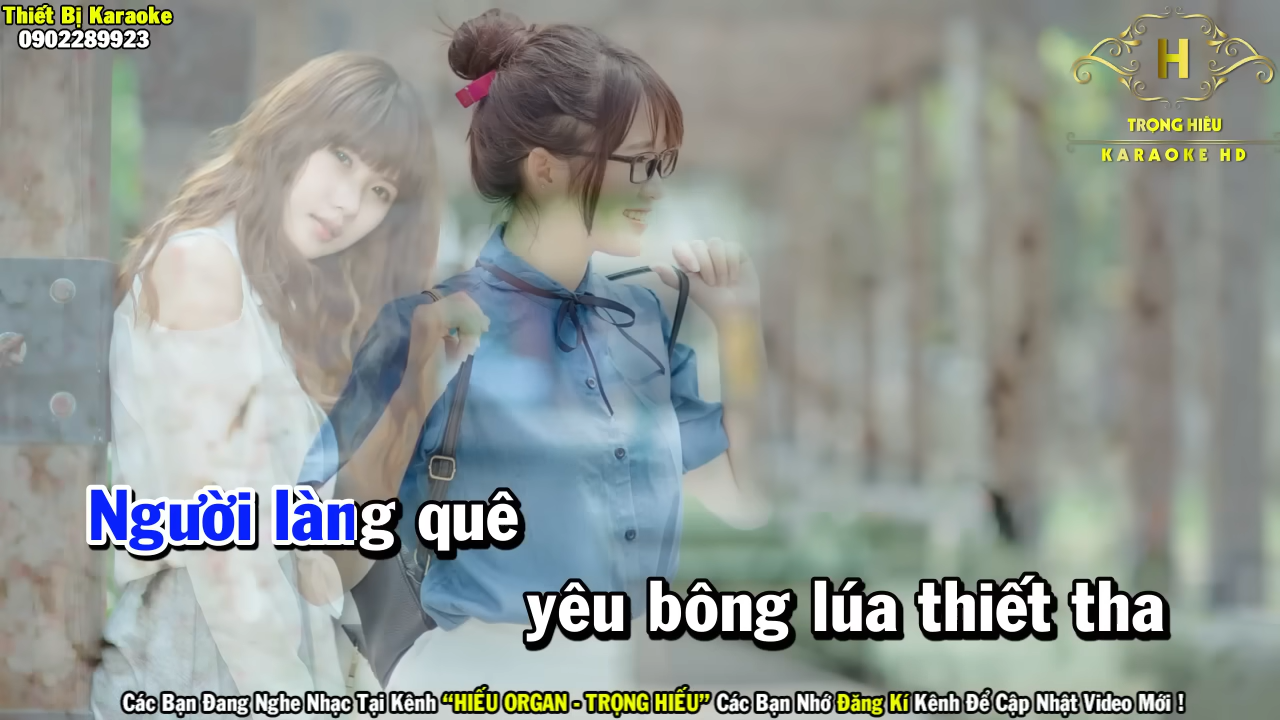 Thiết Bị Karaoke
0902289923
H
TRỌNG HIẾU
KARAOKE HD
Người làng quê
yêu bông lúa thiết tha
Các Bạn Đang Nghe Nhạc Tại Kênh “HIẾU ORGAN - TRỌNG HIẾU” Các Bạn Nhớ Đăng Kí Kênh Để Cập Nhật Video Mới !